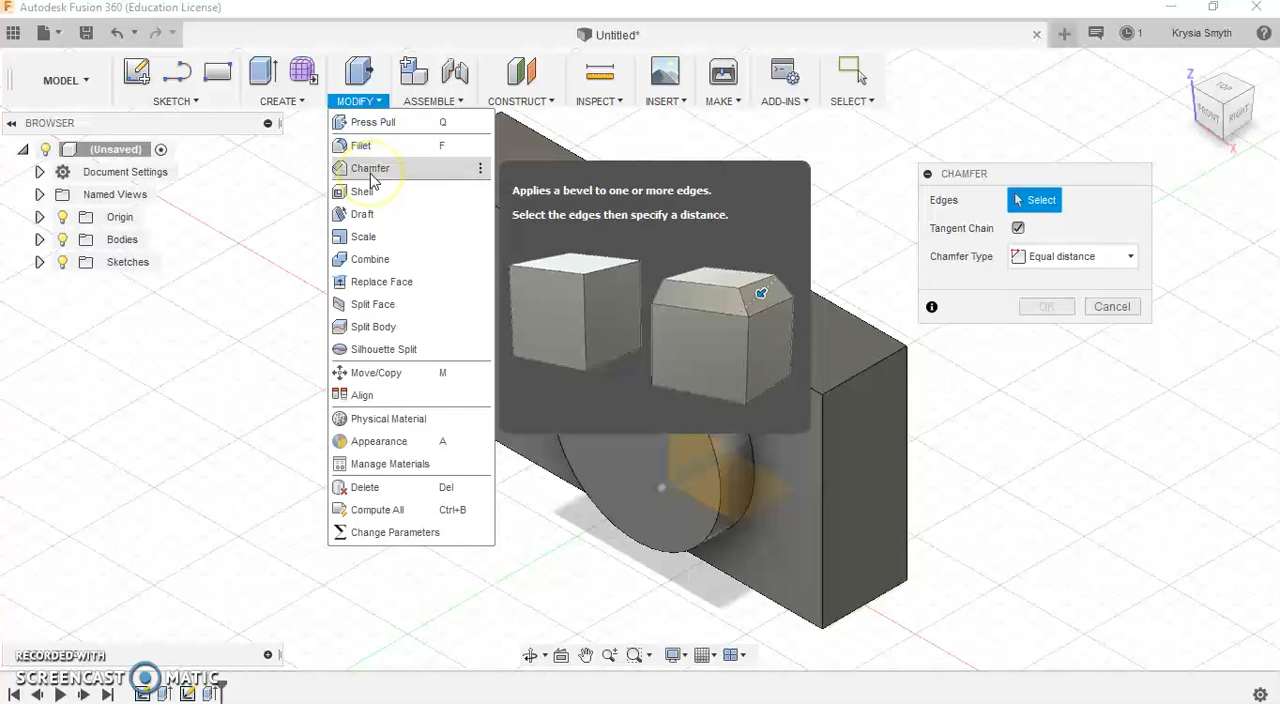 Autodesk Fusion 360 (Education License)
Untitled*
1
Krysia Smyth
MODEL
SKETCH
CREATE
MODIFY
ASSEMBLE
CONSTRUCT
INSPECT
INSERT
MAKE
ADD-INS
SELECT
BROWSER
(Unsaved)
Document Settings
Named Views
Origin
Bodies
Sketches
Press Pull Q
Fillet F
Chamfer
Shell
Draft
Scale
Combine
Replace Face
Split Face
Split Body
Silhouette Split
Move/Copy M
Align
Physical Material
Appearance A
Manage Materials
Delete Del
Compute All Ctrl+B
Change Parameters
Applies a bevel to one or more edges.
Select the edges then specify a distance.
CHAMFER
Edges Select
Tangent Chain
Chamfer Type Equal distance
OK Cancel
Z
TOP
FRONT RIGHT
X
RECORDED WITH
SCREENCAST MATIC